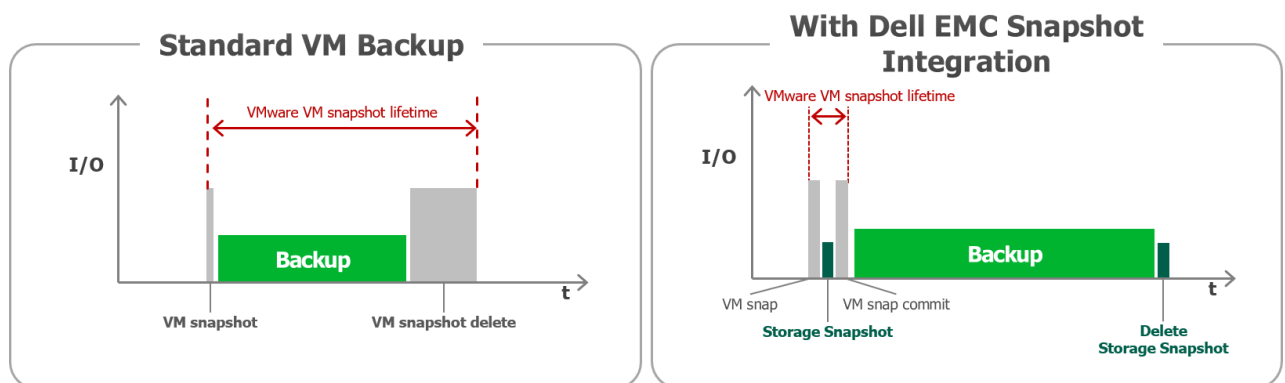 Standard VM Backup
VMware VM snapshot lifetime
I/O
Backup
t
VM snapshot
VM snapshot delete
With Dell EMC Snapshot
Integration
VMware VM snapshot lifetime
I/O
Backup
t
VM snap
VM snap commit
Storage Snapshot
Delete
Storage Snapshot